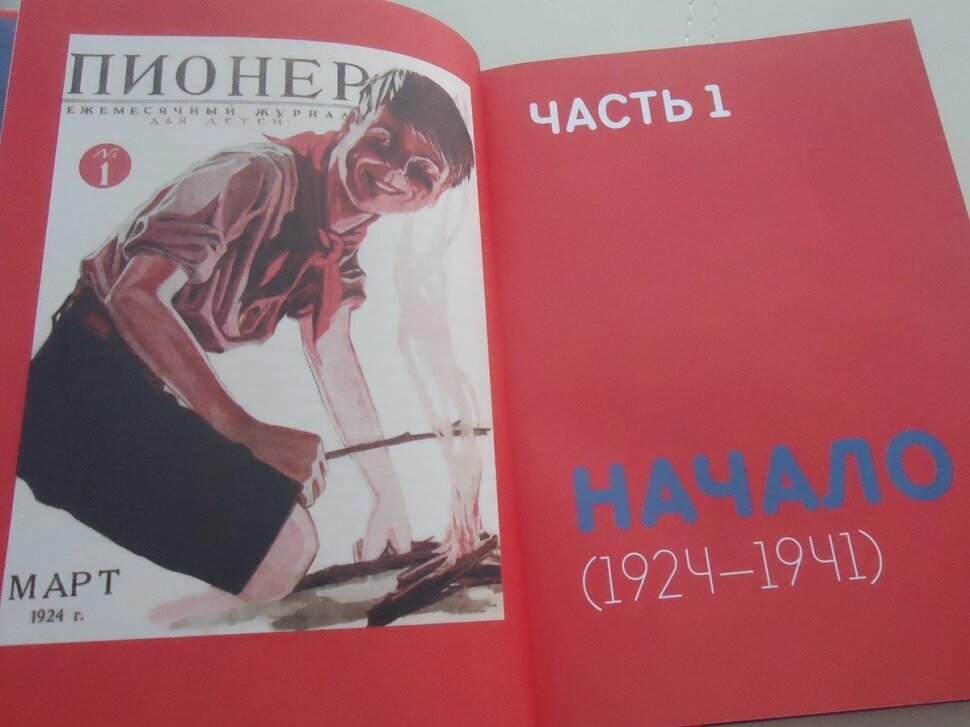 ПИОНЕР
ЕЖЕМЕСЯЧНЫЙ ЖУРНАЛ
ДЛЯ ДЕТЕЙ
№
1
МАРТ
1924 г.
ЧАСТЬ 1
НАЧАЛО
(1924–1941)